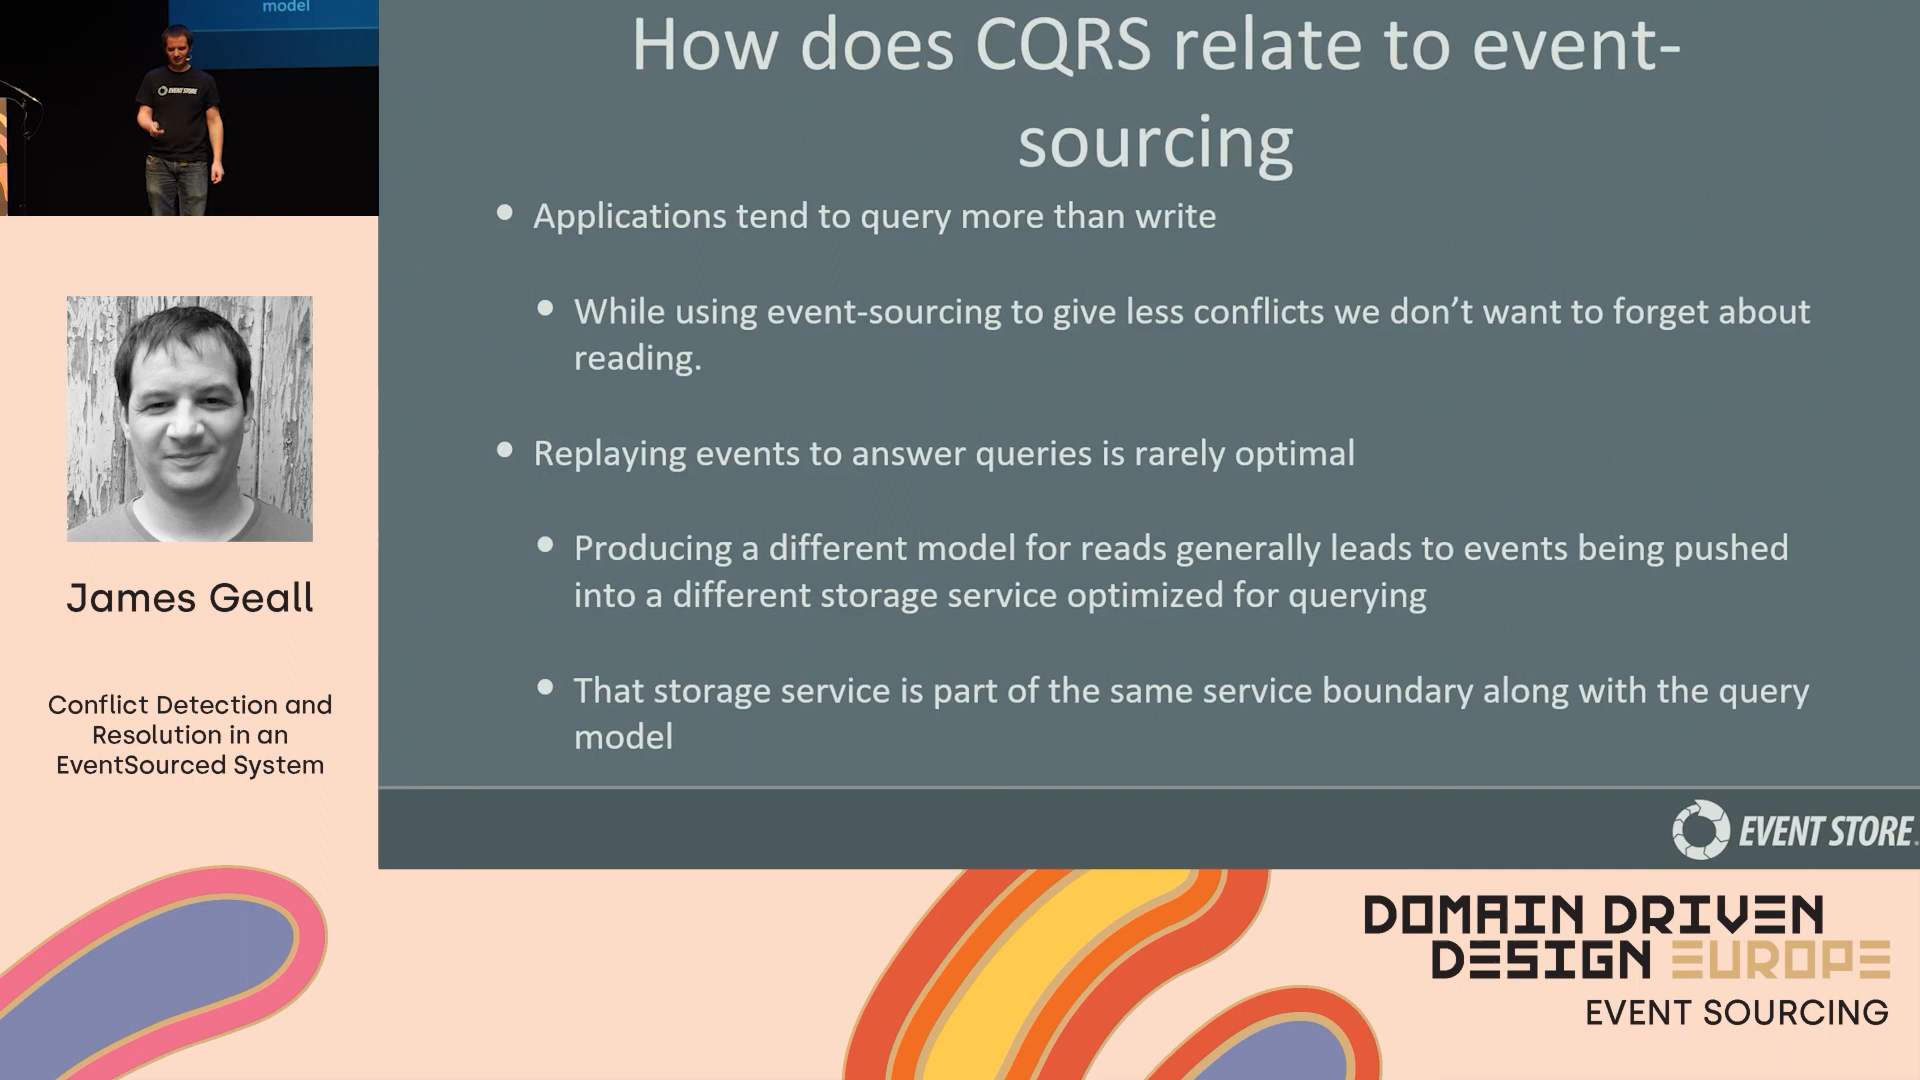 model
EVENT STORE
How does CQRS relate to event-
sourcing
• Applications tend to query more than write
• While using event-sourcing to give less conflicts we don’t want to forget about
reading.
• Replaying events to answer queries is rarely optimal
• Producing a different model for reads generally leads to events being pushed
into a different storage service optimized for querying
• That storage service is part of the same service boundary along with the query
model
EVENT STORE
James Geall
Conflict Detection and
Resolution in an
EventSourced System
DOMAIN DRIVEN
DESIGN EUROPE
EVENT SOURCING